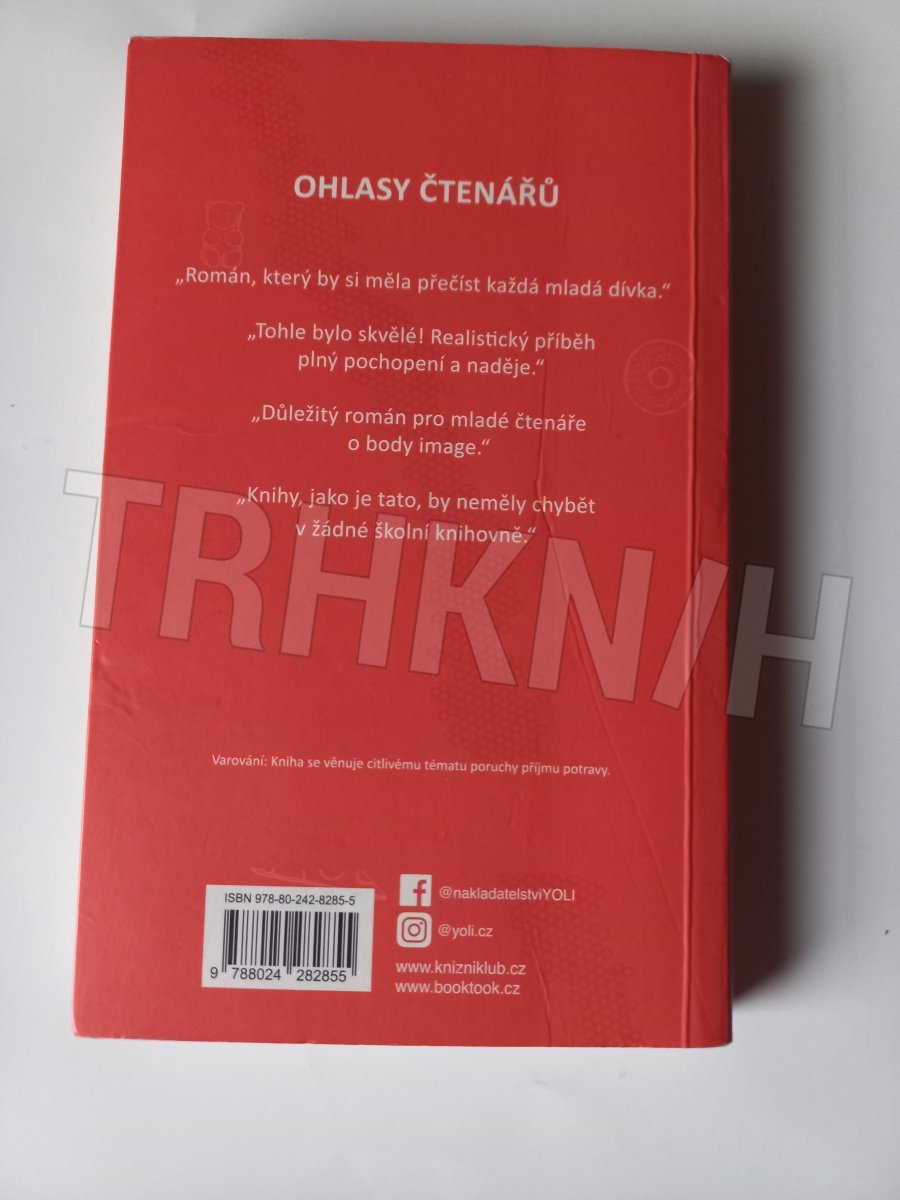 OHLASY ČTENÁŘŮ
„Román, který by si měla přečíst každá mladá dívka.“
„Tohle bylo skvělé! Realistický příběh
plný pochopení a naděje.“
„Důležitý román pro mladé čtenáře
o body image.“
„Knihy, jako je tato, by neměly chybět
v žádné školní knihovně.“
TRHKNIH
Varování: Kniha se věnuje citlivému tématu poruchy příjmu potravy.
ISBN 978-80-242-8285-5
9 788024 282855
@nakladatelstviYOLI
@yoli.cz
www.knizniklub.cz
www.booktook.cz